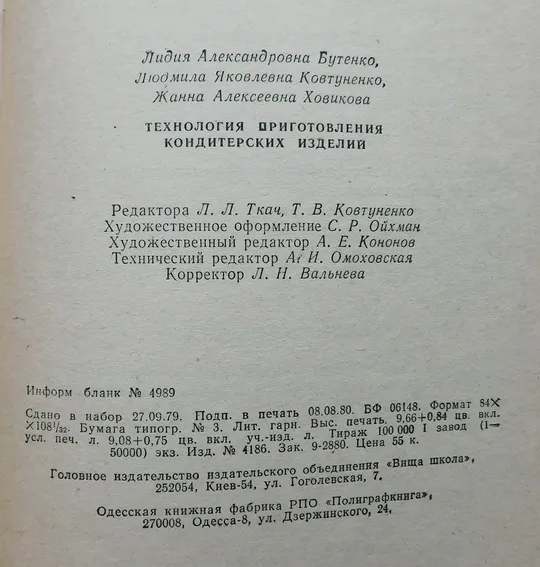 Лидия Александровна Бутенко,
Людмила Яковлевна Ковтуненко,
Жанна Алексеевна Ховикова
ТЕХНОЛОГИЯ ПРИГОТОВЛЕНИЯ
КОНДИТЕРСКИХ ИЗДЕЛИЙ
Редактора Л. Л. Ткач, Т. В. Ковтуненко
Художественное оформление С. Р. Ойхман
Художественный редактор А. Е. Кононов
Технический редактор А. И. Омоховская
Корректор Л. Н. Вальнева
Информ бланк № 4989
Сдано в набор 27.09.79. Подп. в печать 08.08.80. БФ 06148. Формат 84×
×108¹/₃₂. Бумага типогр. № 3. Лит. гарн. Выс. печать. 9,66+0,84 цв. вкл.
усл. печ. л. 9,08+0,75 цв. вкл. уч.-изд. л. Тираж 100 000 I завод (1—
50000) экз. Изд. № 4186. Зак. 9-2880. Цена 55 к.
Головное издательство издательского объединения «Вища школа»,
252054, Киев-54, ул. Гоголевская, 7.
Одесская книжная фабрика РПО «Полиграфкнига»,
270008, Одесса-8, ул. Дзержинского, 24,